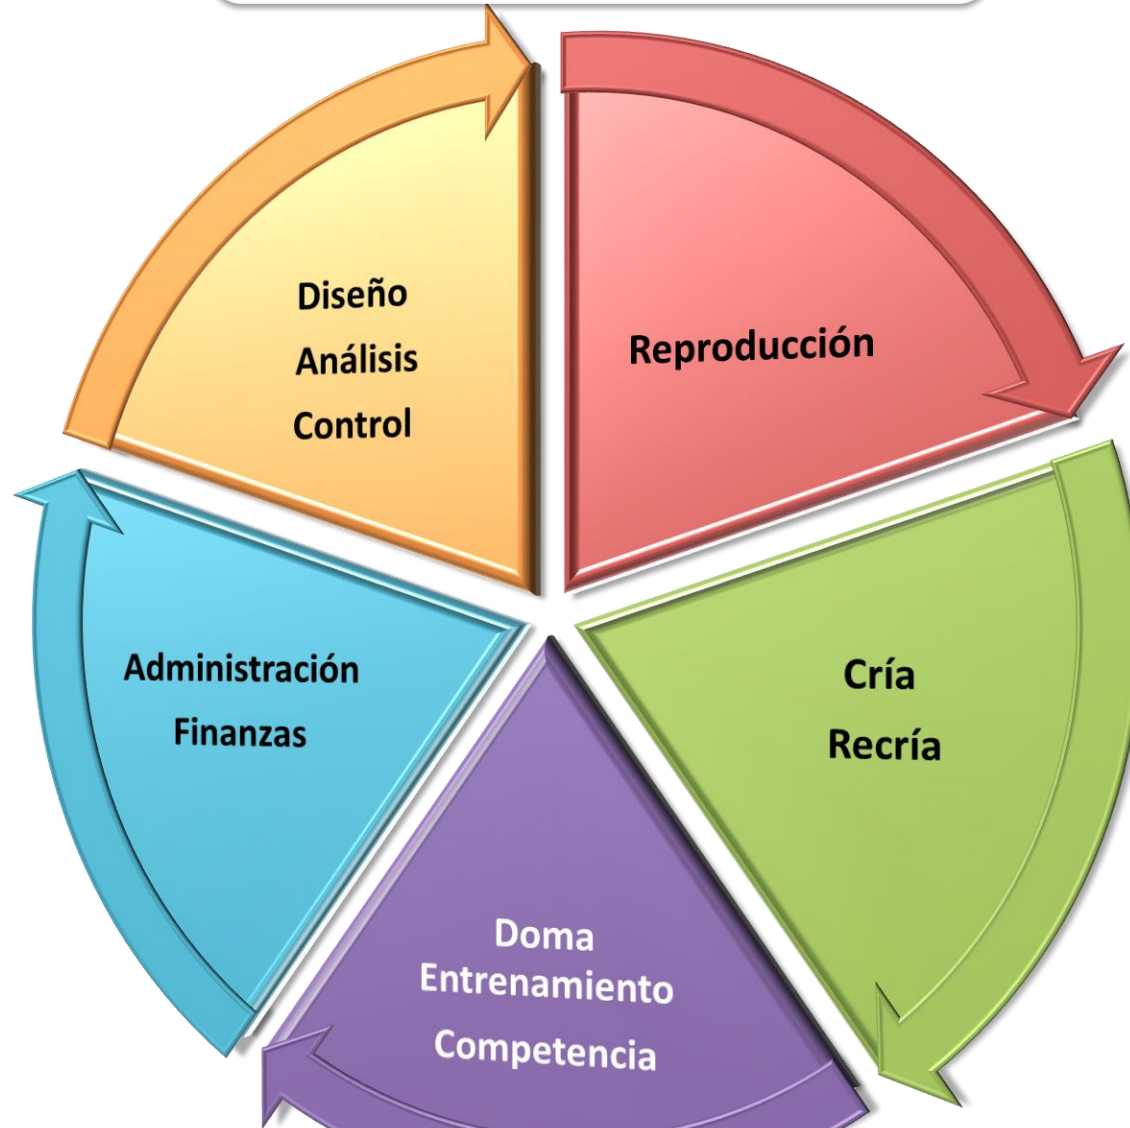 Diseño
Análisis
Control
Reproducción
Cría
Recría
Doma
Entrenamiento
Competencia
Administración
Finanzas